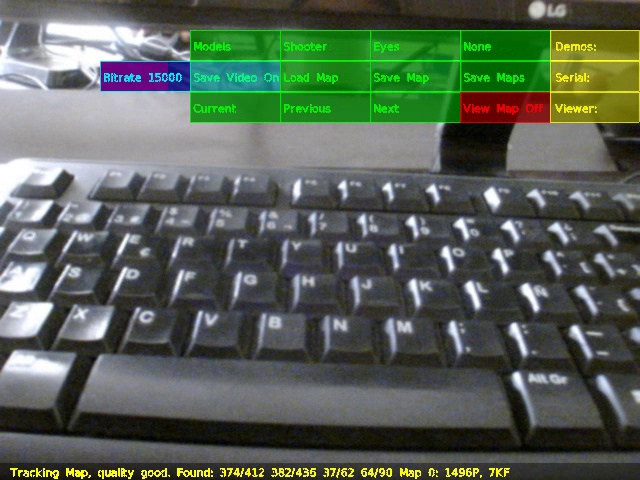 LG
Models Shooter Eyes None Demos:
Bitrate 15000 Save Video On Load Map Save Map Save Maps Serial:
Current Previous Next View Map Off Viewer:
Q W E R T Y U I O P
A S D F G H J K L Ñ
Z X C V B N M
Alt Gr
Tracking Map, quality good. Found: 374/412 382/436 37/62 64/90 Map 0: 1496P, 7KF